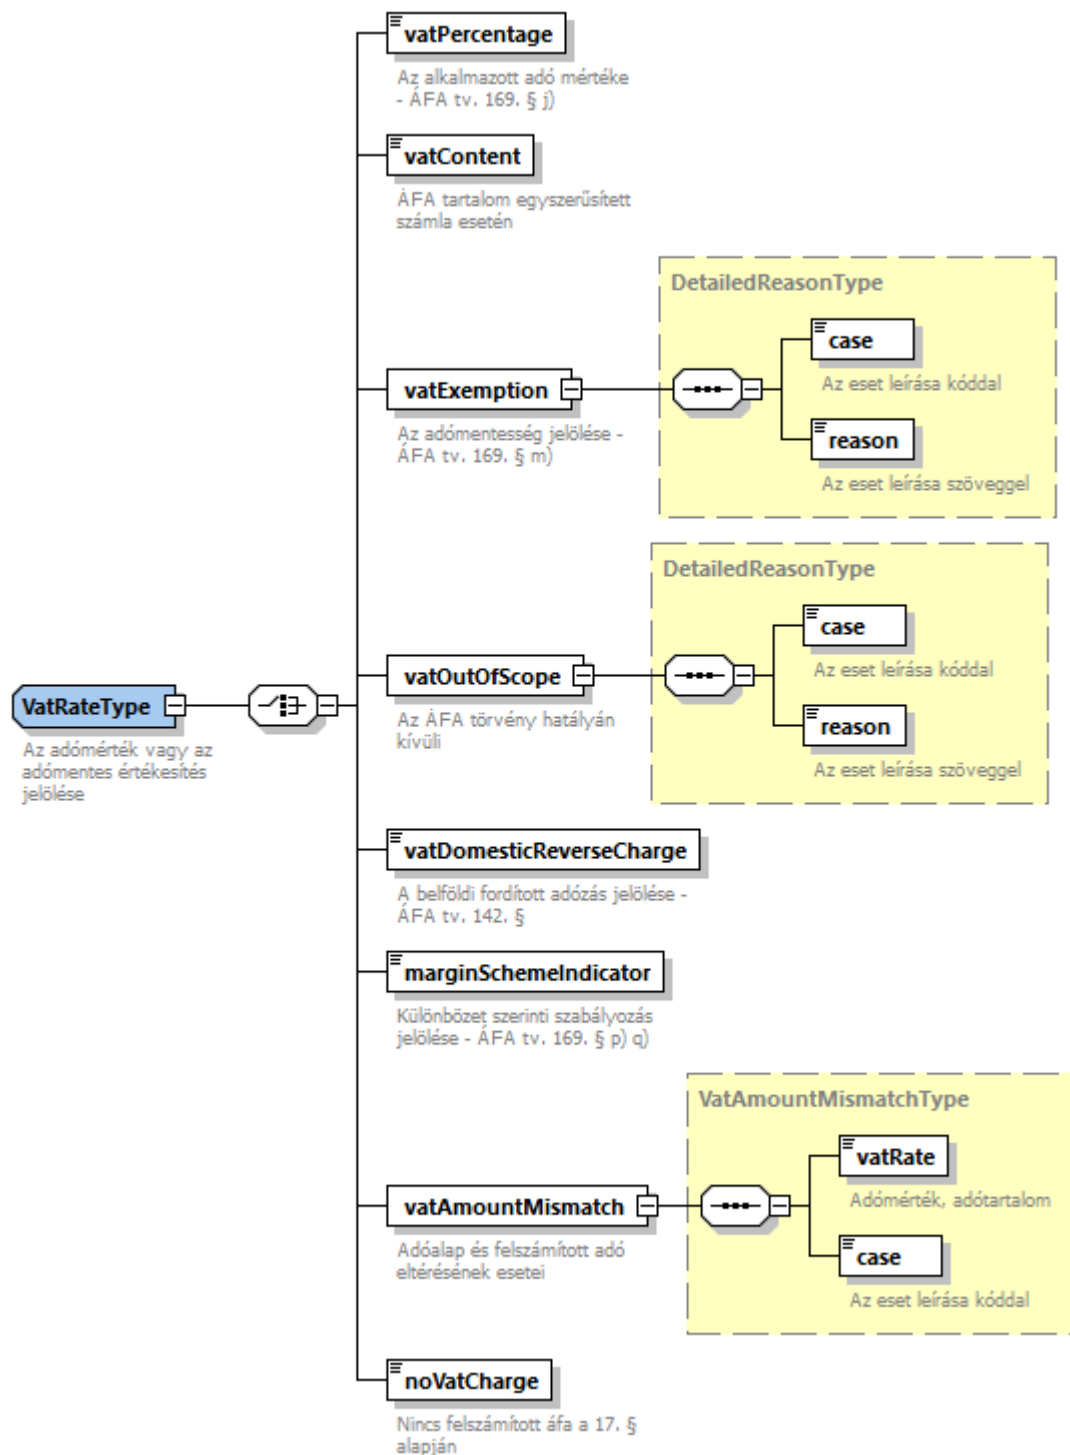 vatPercentage
Az alkalmazott adó mértéke
- ÁFA tv. 169. § j)
vatContent
ÁFA tartalom egyszerűsített
számla esetén
DetailedReasonType
case
Az eset leírása kóddal
vatExemption
Az adómentesség jelölése -
ÁFA tv. 169. § m)
reason
Az eset leírása szöveggel
DetailedReasonType
case
Az eset leírása kóddal
vatOutOfScope
Az ÁFA törvény hatályán
kívüli
reason
Az eset leírása szöveggel
VatRateType
Az adómérték vagy az
adómentes értékesítés
jelölése
vatDomesticReverseCharge
A belföldi fordított adózás jelölése -
ÁFA tv. 142. §
marginSchemeIndicator
Különbözet szerinti szabályozás
jelölése - ÁFA tv. 169. § p) q)
VatAmountMismatchType
vatRate
Adómérték, adótartalom
vatAmountMismatch
Adóalap és felszámított adó
eltérésének esetei
case
Az eset leírása kóddal
noVatCharge
Nincs felszámított áfa a 17. §
alapján